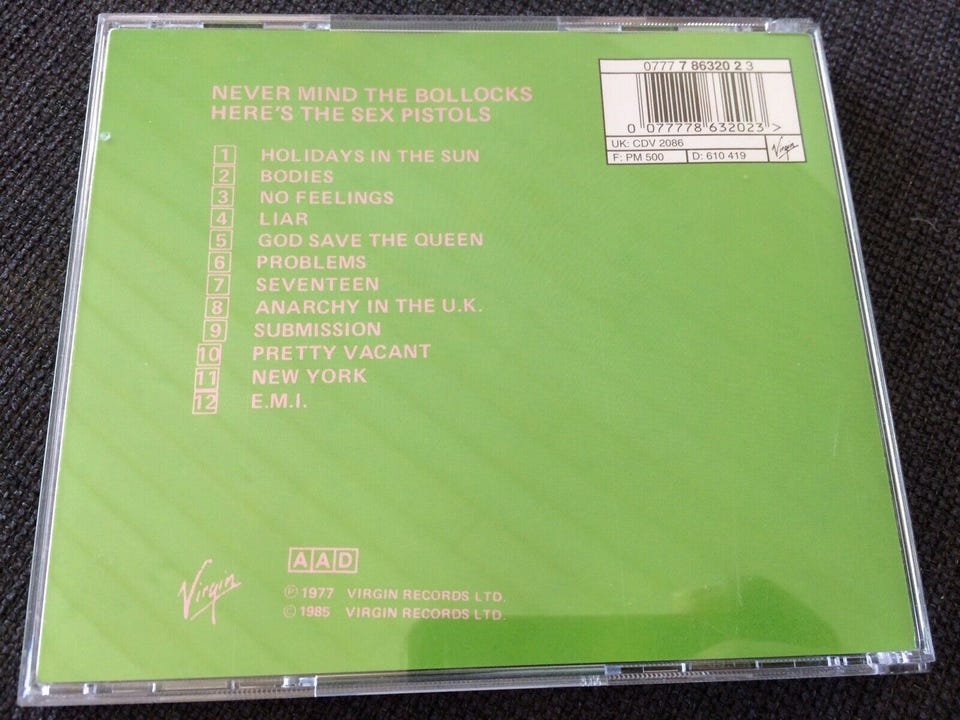 NEVER MIND THE BOLLOCKS
HERE'S THE SEX PISTOLS
1 HOLIDAYS IN THE SUN
2 BODIES
3 NO FEELINGS
4 LIAR
5 GOD SAVE THE QUEEN
6 PROBLEMS
7 SEVENTEEN
8 ANARCHY IN THE U.K.
9 SUBMISSION
10 PRETTY VACANT
11 NEW YORK
12 E.M.I.
0777 7 86320 2 3
0 077778 632023 >
UK: CDV 2086
F: PM 500 D: 610 419 Virgin
Virgin
AAD
℗ 1977 VIRGIN RECORDS LTD.
© 1985 VIRGIN RECORDS LTD.